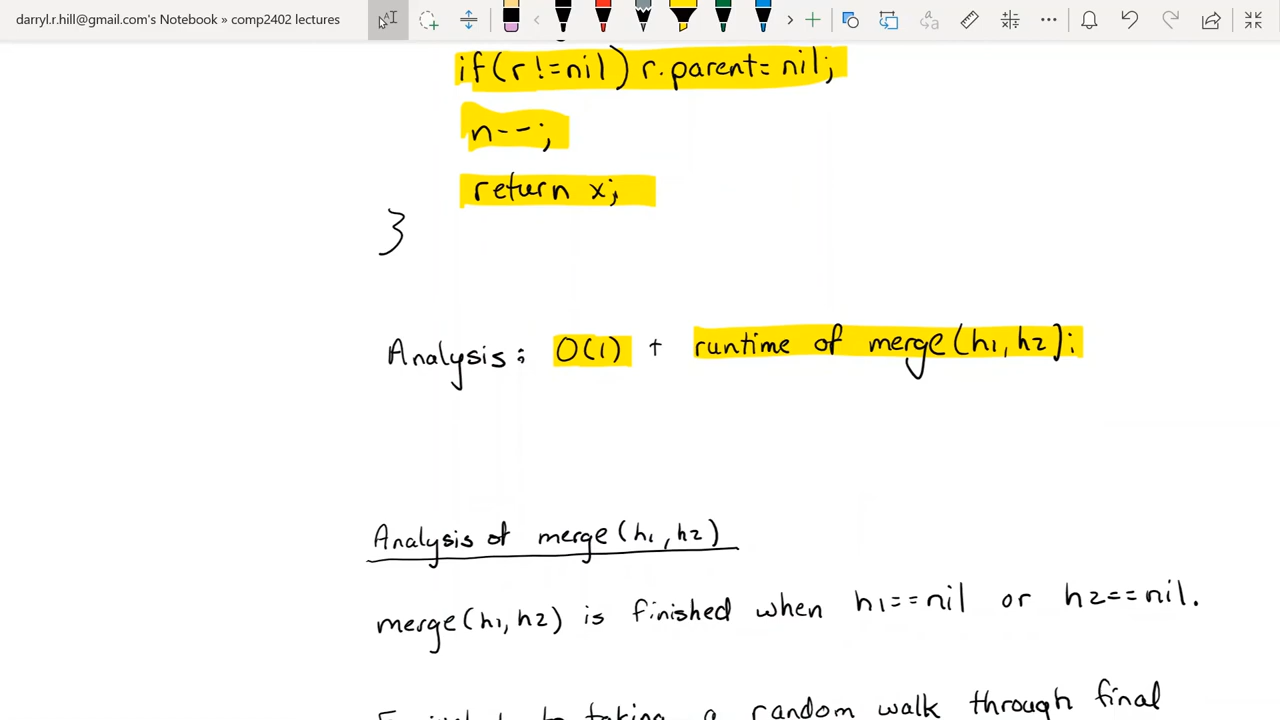 darryl.r.hill@gmail.com's Notebook » comp2402 lectures
if(r!=nil) r.parent=nil;
n--;
return x;
}
Analysis: O(1) + runtime of merge(h1,h2):
Analysis of merge(h1,h2)
merge(h1,h2) is finished when h1==nil or h2==nil.
to taking a random walk through final